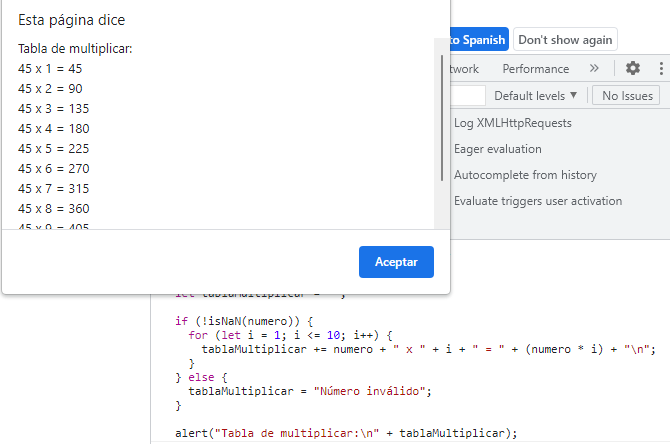 Esta página dice
Tabla de multiplicar:
45 x 1 = 45
45 x 2 = 90
45 x 3 = 135
45 x 4 = 180
45 x 5 = 225
45 x 6 = 270
45 x 7 = 315
45 x 8 = 360
45 x 9 = 405
Aceptar
to Spanish
Don't show again
twork
Performance
Default levels ▼
No Issues
Log XMLHttpRequests
Eager evaluation
Autocomplete from history
Evaluate triggers user activation
let tablaMultiplicar = "";
if (!isNaN(numero)) {
for (let i = 1; i <= 10; i++) {
tablaMultiplicar += numero + " x " + i + " = " + (numero * i) + "\n";
}
} else {
tablaMultiplicar = "Número inválido";
}
alert("Tabla de multiplicar:\n" + tablaMultiplicar);